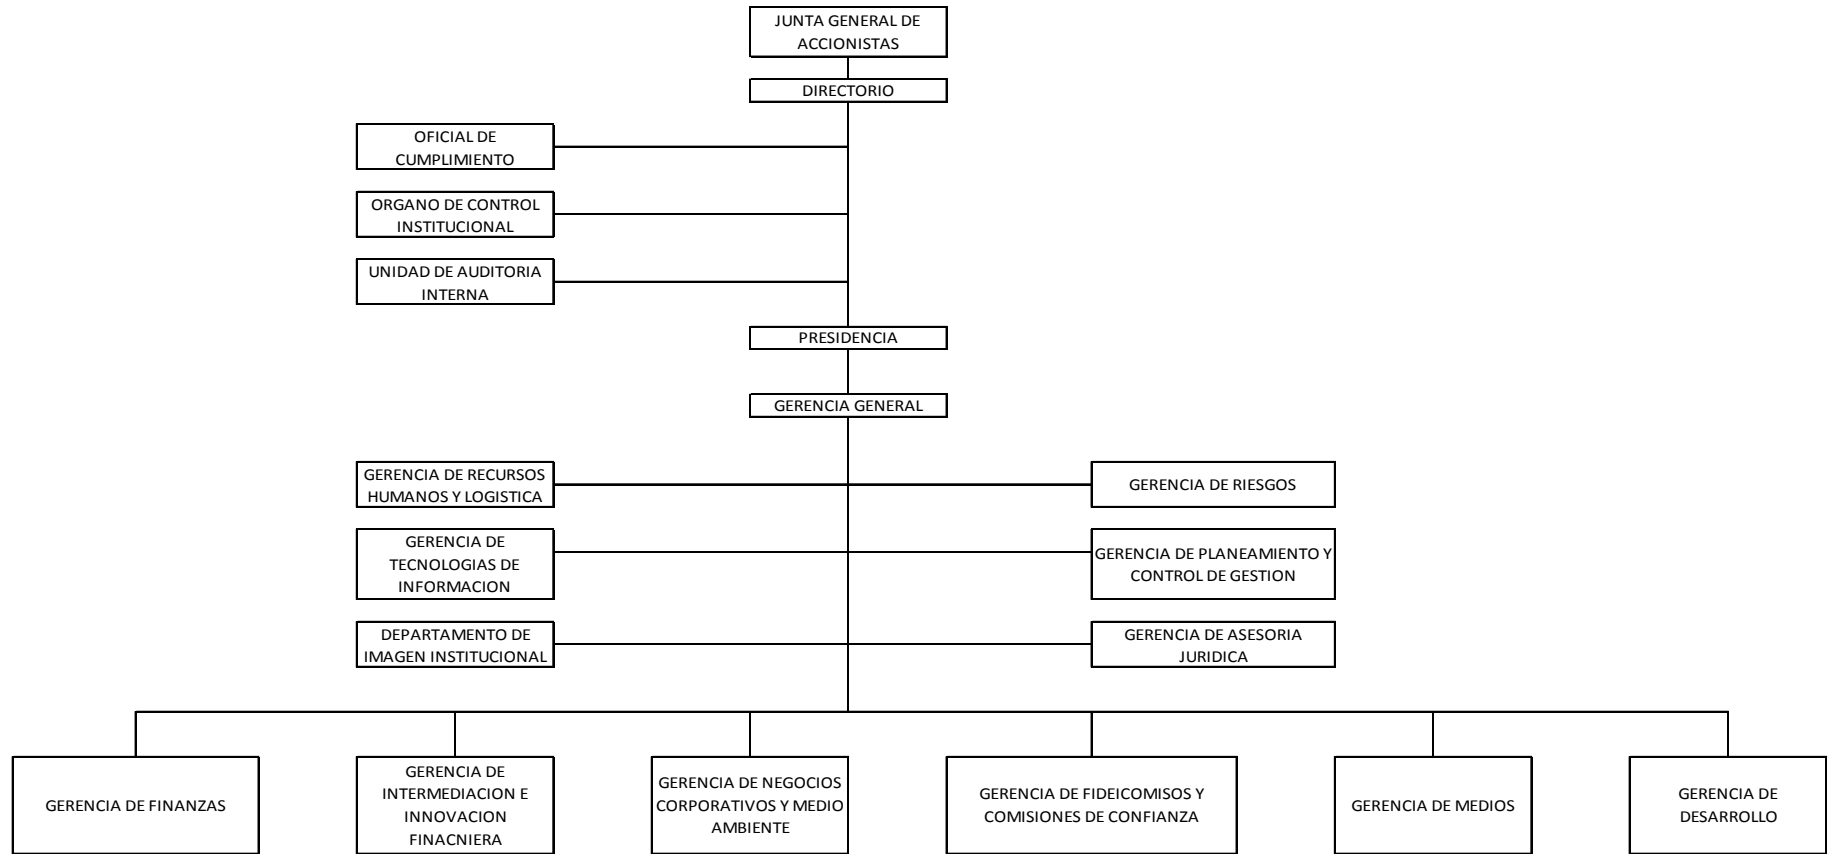 JUNTA GENERAL DE
ACCIONISTAS
DIRECTORIO
OFICIAL DE
CUMPLIMIENTO
ORGANO DE CONTROL
INSTITUCIONAL
UNIDAD DE AUDITORIA
INTERNA
PRESIDENCIA
GERENCIA GENERAL
GERENCIA DE RECURSOS
HUMANOS Y LOGISTICA
GERENCIA DE RIESGOS
GERENCIA DE
TECNOLOGIAS DE
INFORMACION
GERENCIA DE PLANEAMIENTO Y
CONTROL DE GESTION
DEPARTAMENTO DE
IMAGEN INSTITUCIONAL
GERENCIA DE ASESORIA
JURIDICA
GERENCIA DE FINANZAS
GERENCIA DE
INTERMEDIACION E
INNOVACION
FINACNIERA
GERENCIA DE NEGOCIOS
CORPORATIVOS Y MEDIO
AMBIENTE
GERENCIA DE FIDEICOMISOS Y
COMISIONES DE CONFIANZA
GERENCIA DE MEDIOS
GERENCIA DE
DESARROLLO